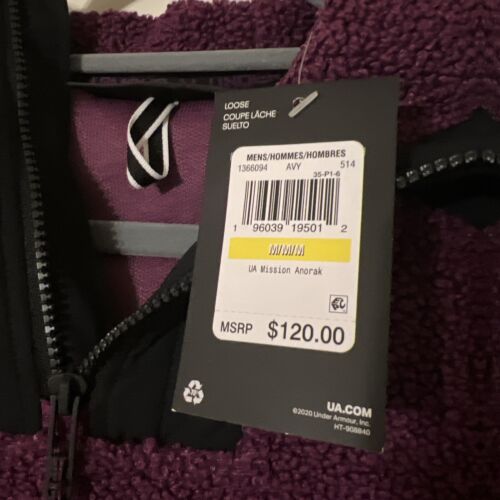 LOOSE
COUPE LÂCHE
SUELTO
MENS/HOMMES/HOMBRES
1366094 AVY 514
35-P1-6
1 96039 19501 2
M/M/M
UA Mission Anorak
MSRP $120.00
UA.COM
©2020 Under Armour, Inc.
HT-908840